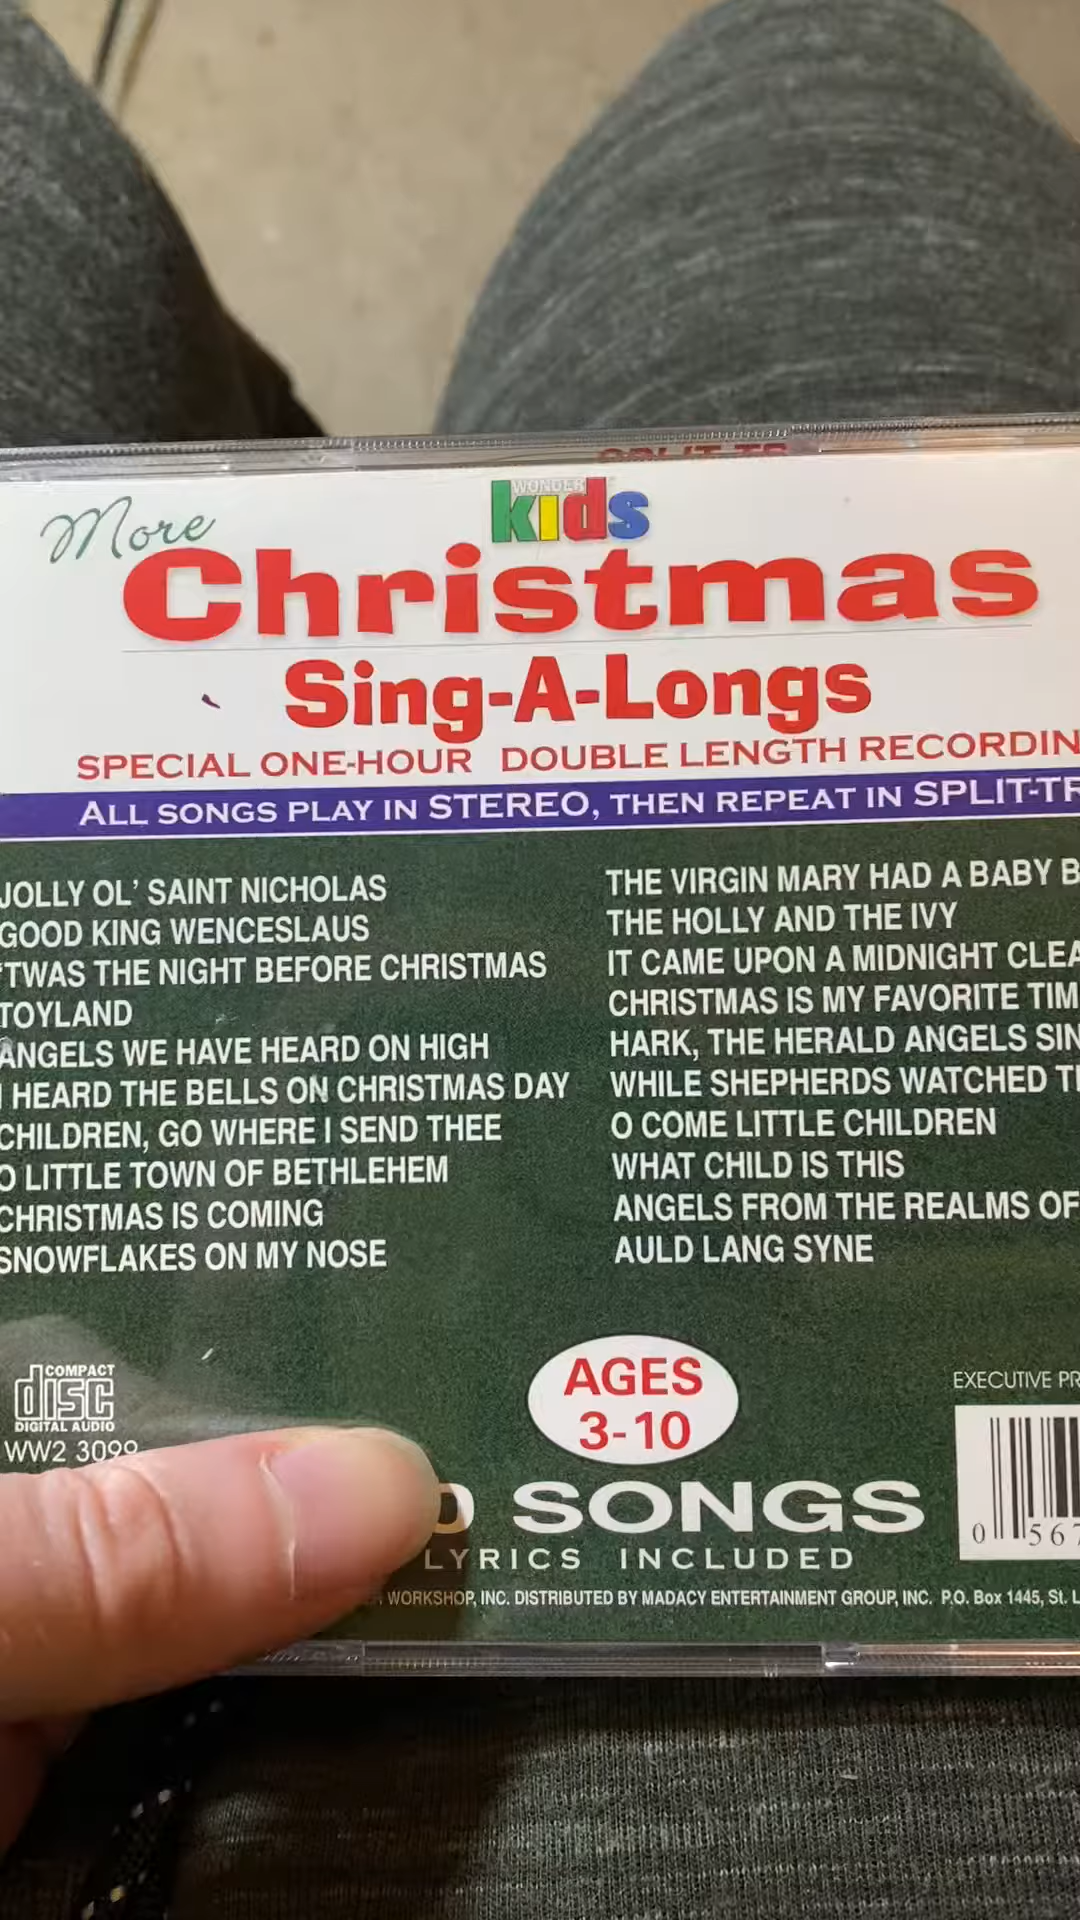 More
WONDER
kids
Christmas
Sing-A-Longs
SPECIAL ONE-HOUR DOUBLE LENGTH RECORDIN
ALL SONGS PLAY IN STEREO, THEN REPEAT IN SPLIT-TR
JOLLY OL' SAINT NICHOLAS
GOOD KING WENCESLAUS
'TWAS THE NIGHT BEFORE CHRISTMAS
TOYLAND
ANGELS WE HAVE HEARD ON HIGH
I HEARD THE BELLS ON CHRISTMAS DAY
CHILDREN, GO WHERE I SEND THEE
O LITTLE TOWN OF BETHLEHEM
CHRISTMAS IS COMING
SNOWFLAKES ON MY NOSE
THE VIRGIN MARY HAD A BABY B
THE HOLLY AND THE IVY
IT CAME UPON A MIDNIGHT CLEA
CHRISTMAS IS MY FAVORITE TIM
HARK, THE HERALD ANGELS SIN
WHILE SHEPHERDS WATCHED
O COME LITTLE CHILDREN
WHAT CHILD IS THIS
ANGELS FROM THE REALMS OF
AULD LANG SYNE
COMPACT
disc
DIGITAL AUDIO
WW2 3099
AGES
3-10
0 SONGS
LYRICS INCLUDED
EXECUTIVE PR
0 567
WORKSHOP, INC. DISTRIBUTED BY MADACY ENTERTAINMENT GROUP, INC. P.O. Box 1445, St. L